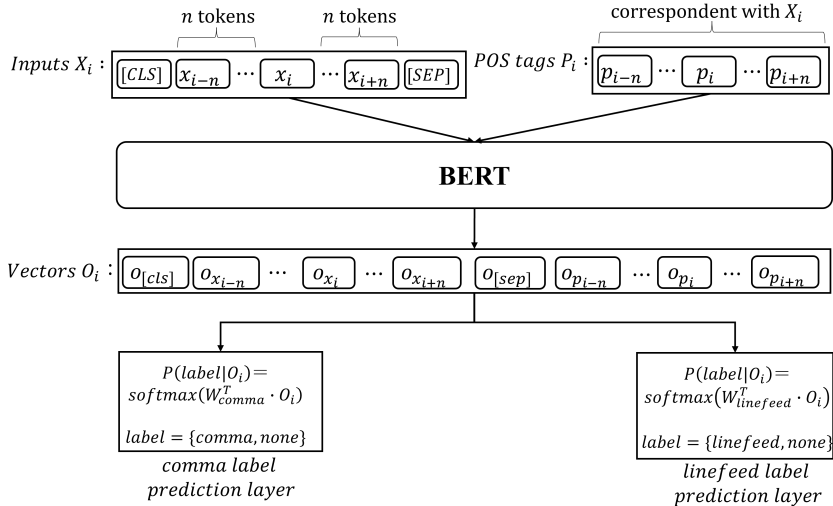 n tokens n tokens correspondent with X_i
Inputs X_i : [CLS] x_{i−n} ⋯ x_i ⋯ x_{i+n} [SEP] POS tags P_i : p_{i−n} ⋯ p_i ⋯ p_{i+n}
BERT
Vectors O_i : o_{[cls]} o_{x_{i−n}} ⋯ o_{x_i} ⋯ o_{x_{i+n}} o_{[sep]} o_{p_{i−n}} ⋯ o_{p_i} ⋯ o_{p_{i+n}}
P(label|O_i)=
softmax(W^T_{comma} · O_i)
label = {comma, none}
comma label
prediction layer
P(label|O_i)=
softmax(W^T_{linefeed} · O_i)
label = {linefeed, none}
linefeed label
prediction layer